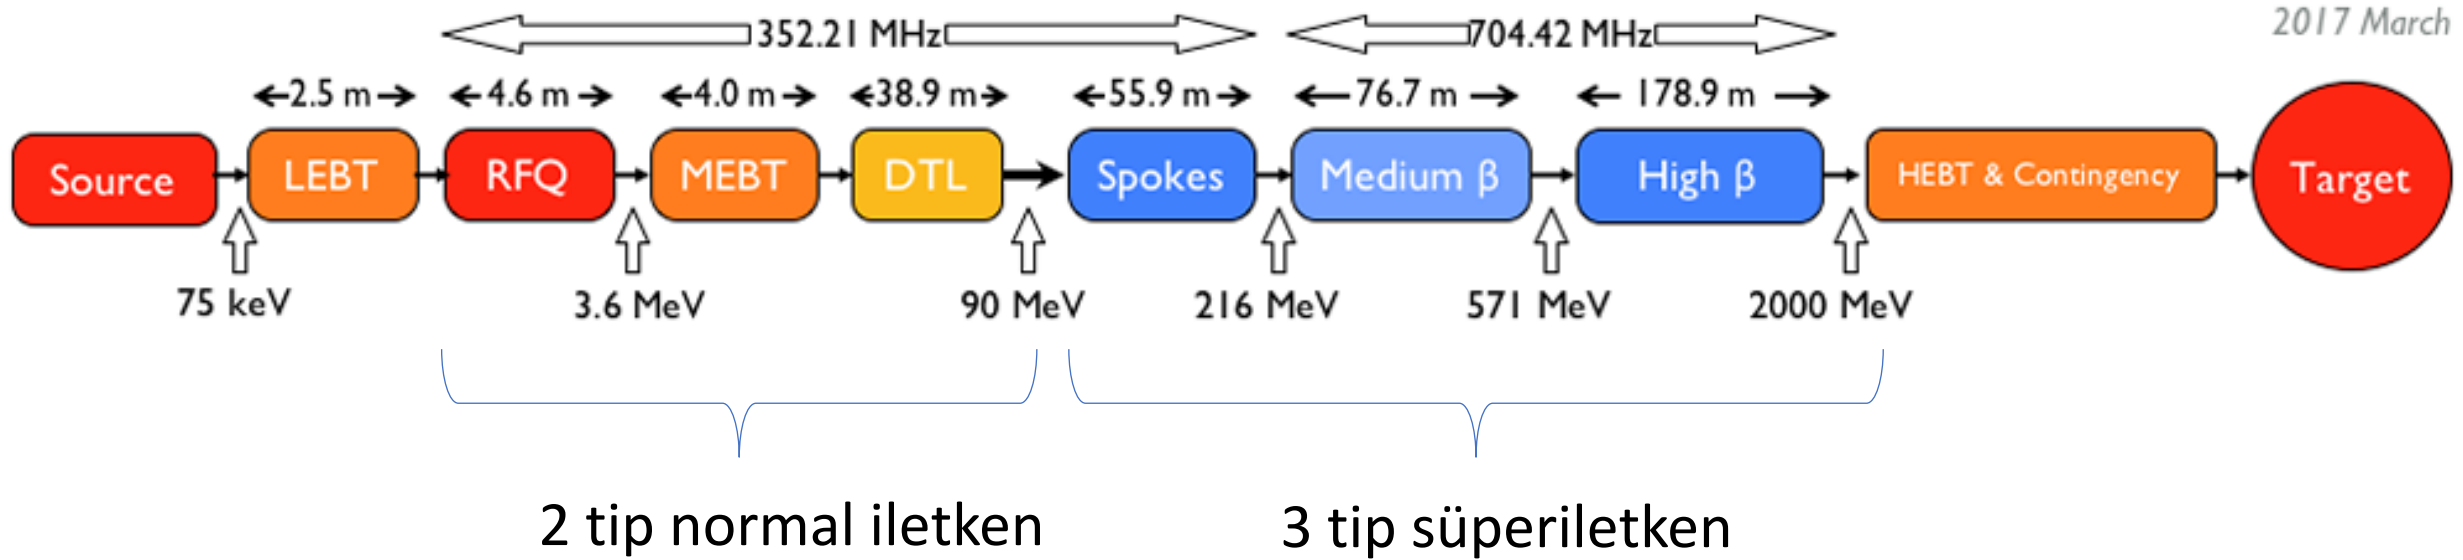 2017 March
352.21 MHz 704.42 MHz
2.5 m 4.6 m 4.0 m 38.9 m 55.9 m 76.7 m 178.9 m
Source LEBT RFQ MEBT DTL Spokes Medium β High β HEBT & Contingency Target
75 keV 3.6 MeV 90 MeV 216 MeV 571 MeV 2000 MeV
2 tip normal iletken 3 tip süperiletken